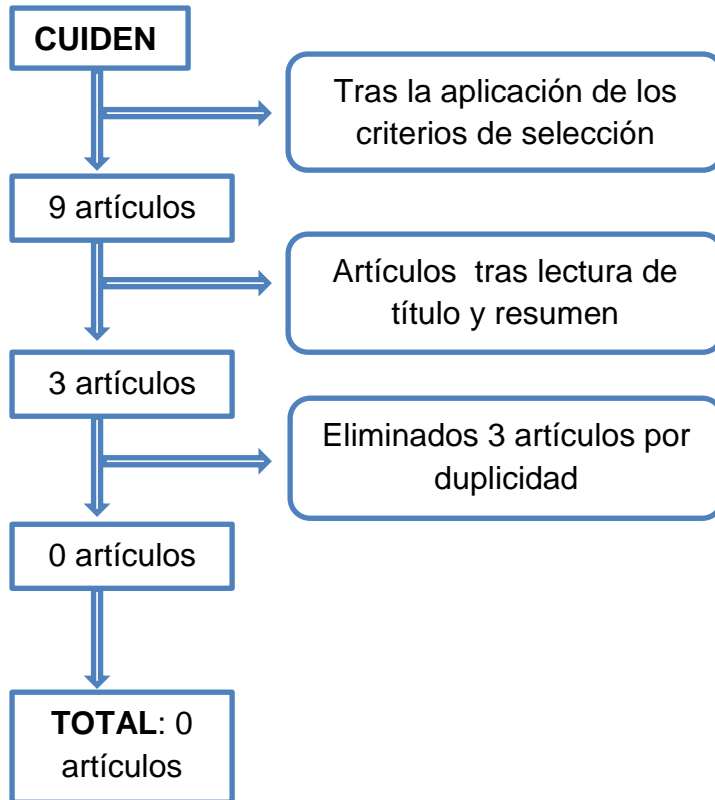 CUIDEN
Tras la aplicación de los
criterios de selección
9 artículos
Artículos tras lectura de
título y resumen
3 artículos
Eliminados 3 artículos por
duplicidad
0 artículos
TOTAL: 0
artículos